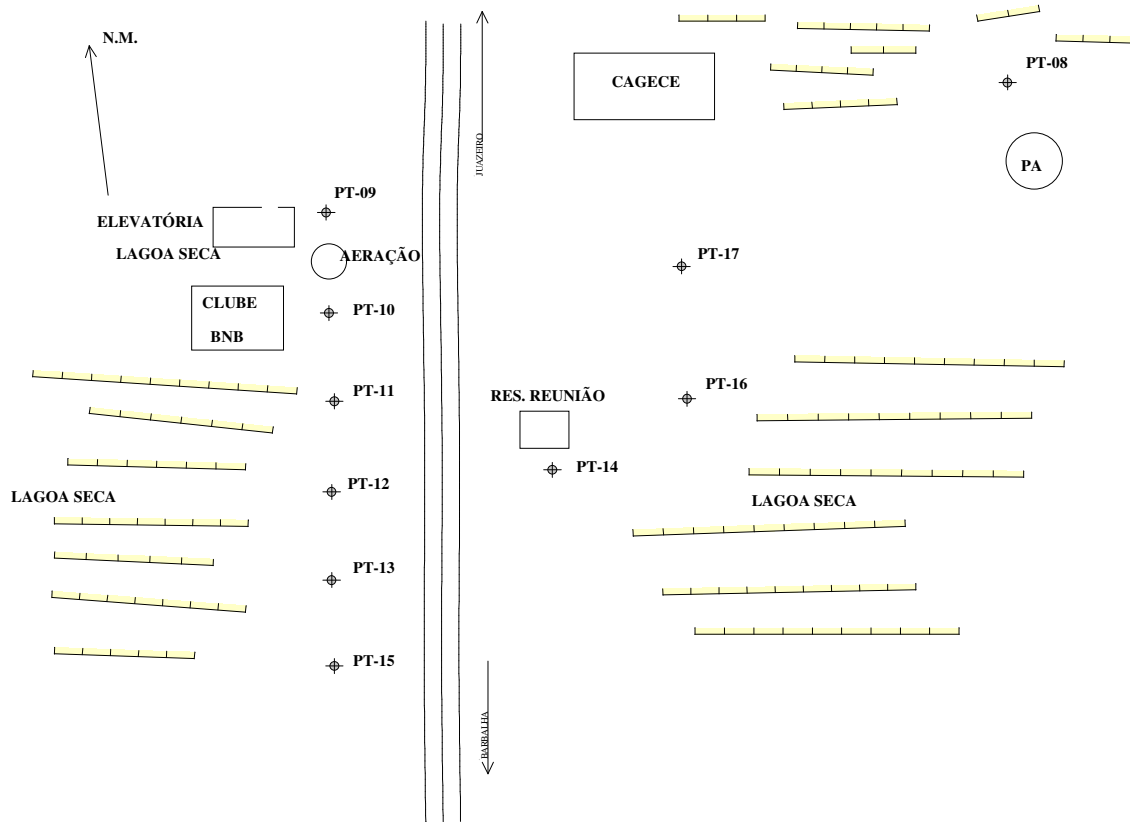 N.M.
CAGECE
PT-08
JUAZEIRO
PA
PT-09
ELEVATÓRIA
LAGOA SECA
AERAÇÃO
PT-17
CLUBE
BNB
PT-10
PT-11
RES. REUNIÃO
PT-16
PT-14
PT-12
LAGOA SECA
LAGOA SECA
PT-13
PT-15
BARBALHA